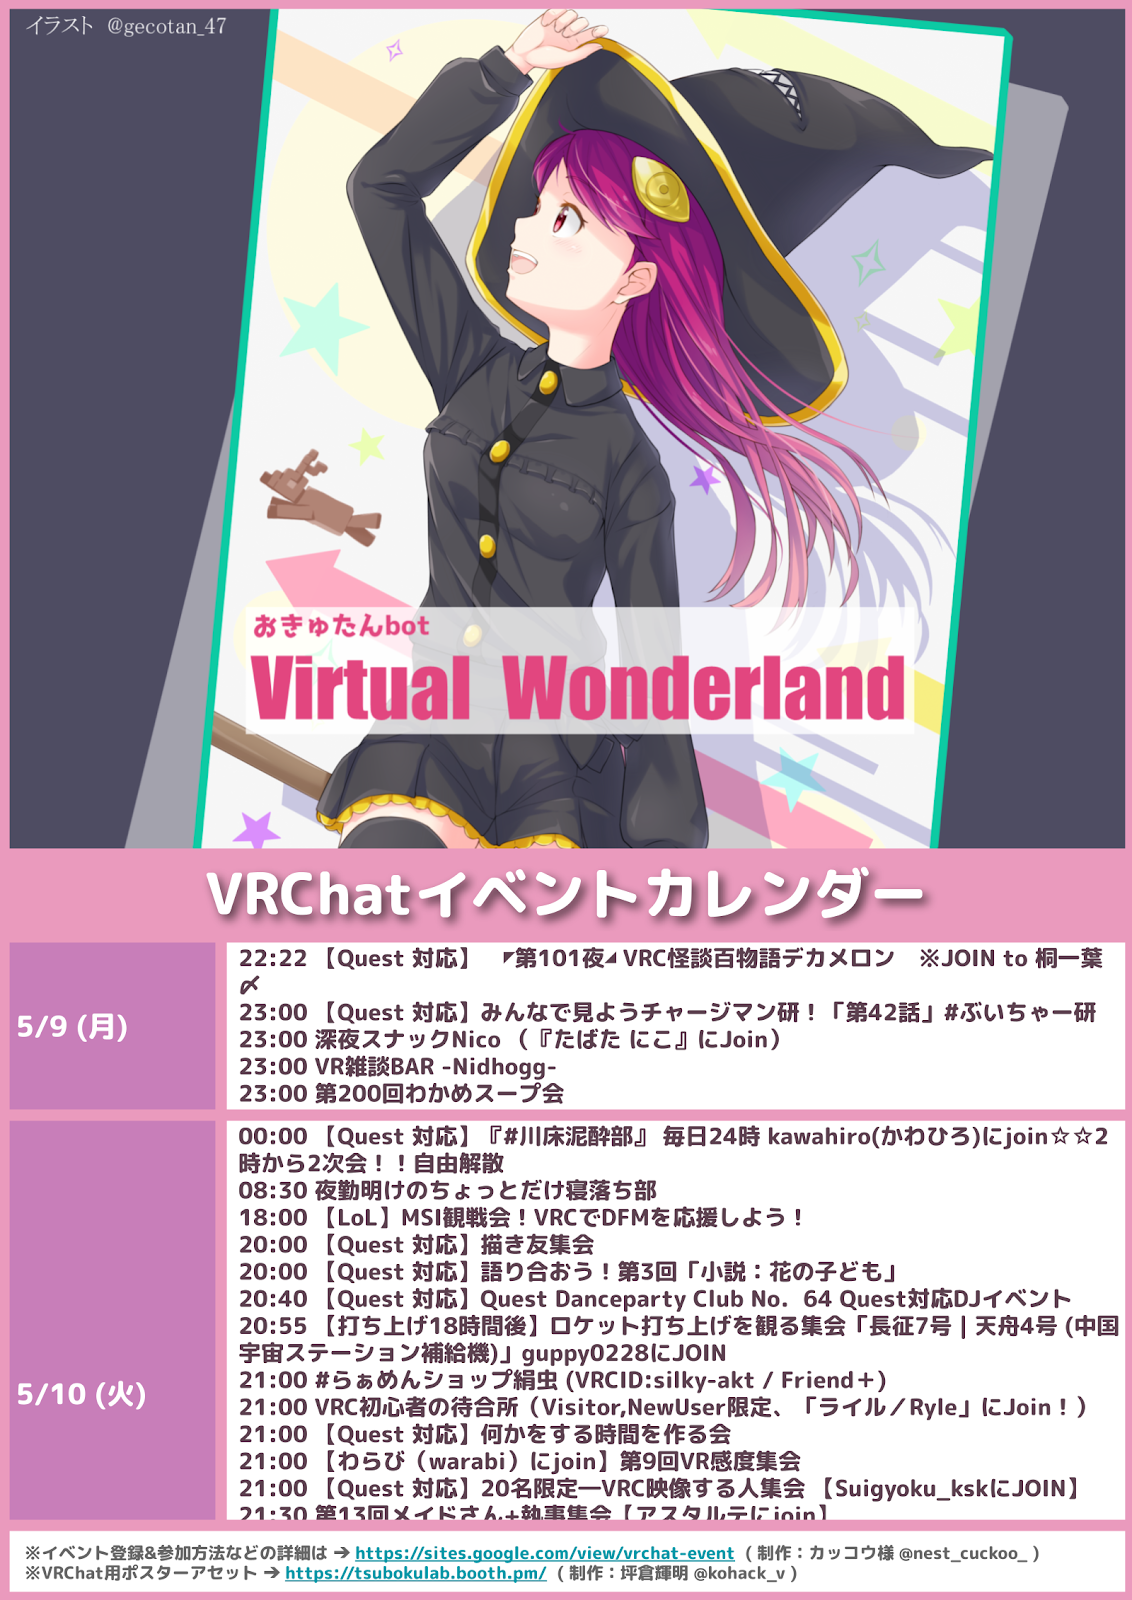 イラスト @gecotan_47
おきゅたんbot
Virtual Wonderland
VRChatイベントカレンダー
5/9 (月)
22:22 【Quest 対応】 ◤第101夜◢ VRC怪談百物語デカメロン ※JOIN to 桐一葉
〆
23:00 【Quest 対応】みんなで見ようチャージマン研！「第42話」#ぶいちゃー研
23:00 深夜スナックNico （『たばた にこ』にJoin）
23:00 VR雑談BAR -Nidhogg-
23:00 第200回わかめスープ会
5/10 (火)
00:00 【Quest 対応】『#川床泥酔部』 毎日24時 kawahiro(かわひろ)にjoin☆☆2
時から2次会！！自由解散
08:30 夜勤明けのちょっとだけ寝落ち部
18:00 【LoL】MSI観戦会！VRCでDFMを応援しよう！
20:00 【Quest 対応】描き友集会
20:00 【Quest 対応】語り合おう！第3回「小説：花の子ども」
20:40 【Quest 対応】Quest Danceparty Club No．64 Quest対応DJイベント
20:55 【打ち上げ18時間後】ロケット打ち上げを観る集会「長征7号 | 天舟4号 (中国
宇宙ステーション補給機)」guppy0228にJOIN
21:00 #らぁめんショップ絹虫 (VRCID:silky-akt / Friend＋)
21:00 VRC初心者の待合所（Visitor,NewUser限定、「ライル／Ryle」にJoin！）
21:00 【Quest 対応】何かをする時間を作る会
21:00 【わらび（warabi）にjoin】第9回VR感度集会
21:00 【Quest 対応】20名限定―VRC映像する人集会 【Suigyoku_kskにJOIN】
21:30 第13回メイドさん+執事集会【アスタルテにjoin】
※イベント登録&参加方法などの詳細は ➔ https://sites.google.com/view/vrchat-event （制作：カッコウ様 @nest_cuckoo_ ）
※VRChat用ポスターアセット ➔ https://tsubokulab.booth.pm/ （制作：坪倉輝明 @kohack_v ）